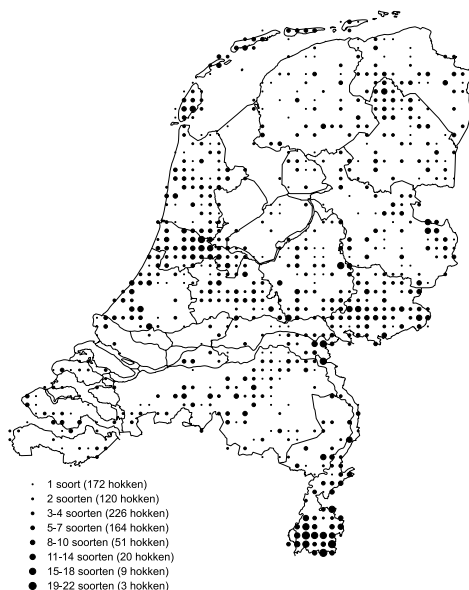 1 soort (172 hokken)
2 soorten (120 hokken)
3-4 soorten (226 hokken)
5-7 soorten (164 hokken)
8-10 soorten (51 hokken)
11-14 soorten (20 hokken)
15-18 soorten (9 hokken)
19-22 soorten (3 hokken)